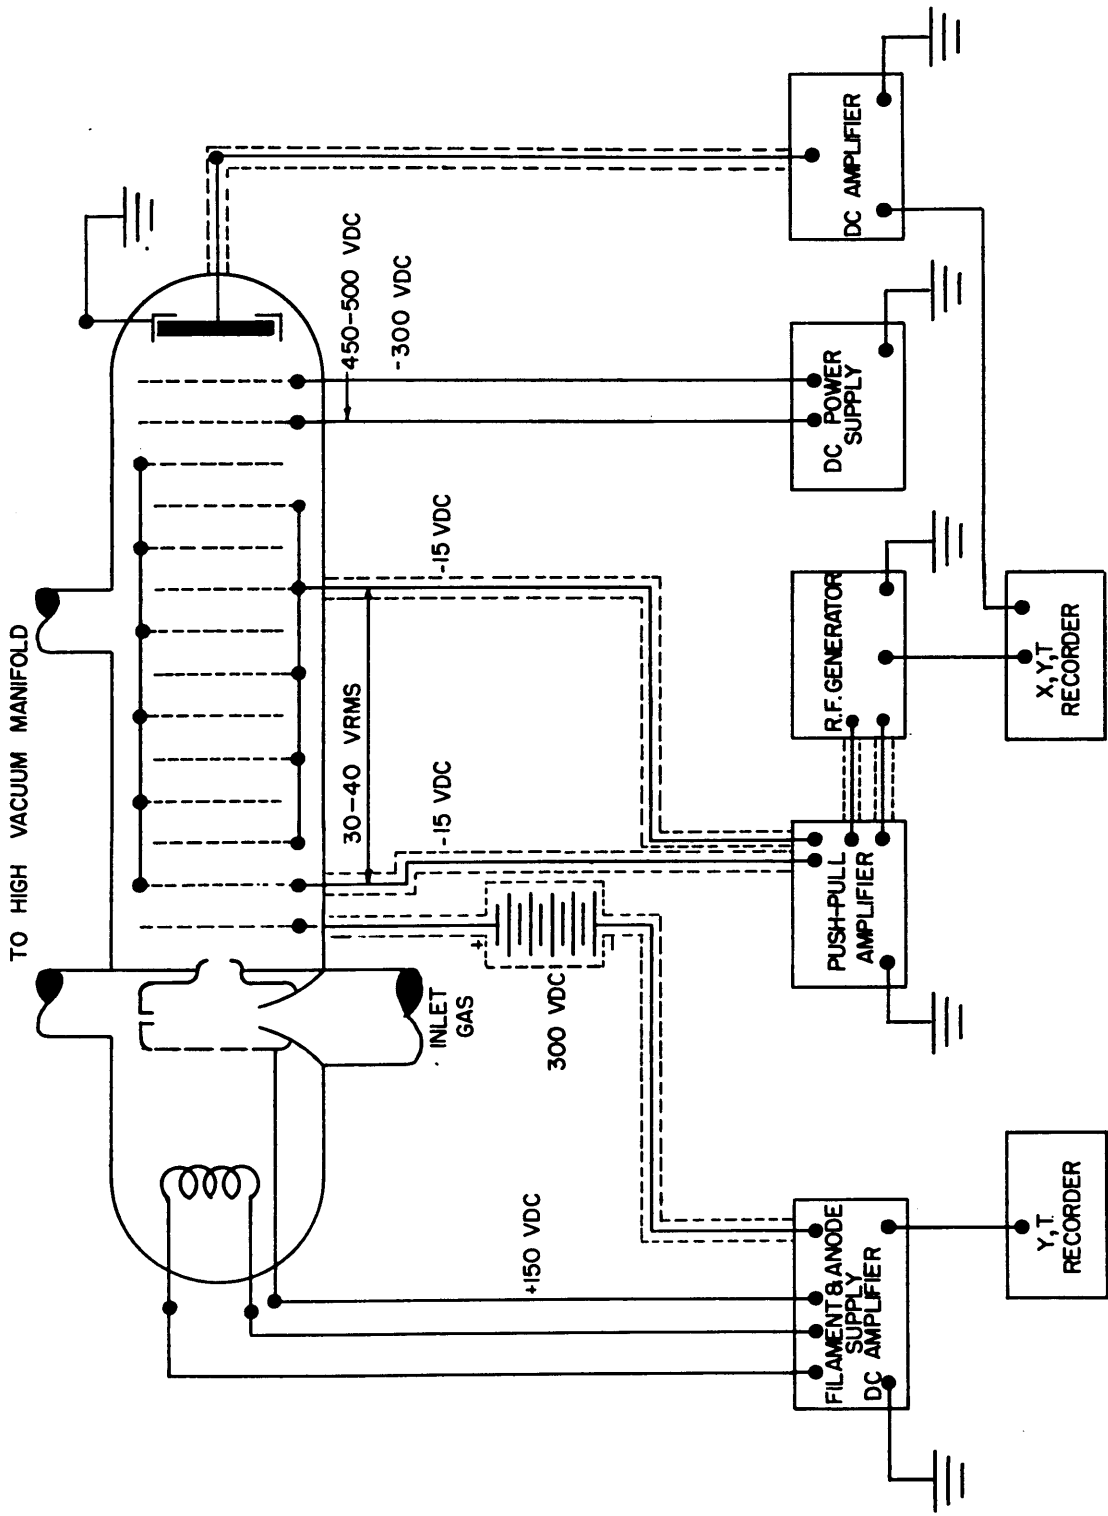 TO HIGH VACUUM MANIFOLD
INLET
GAS
450-500 VDC
-300 VDC
-15 VDC
30-40 VRMS
-15 VDC
+
-
300 VDC
+150 VDC
FILAMENT & ANODE
SUPPLY
DC AMPLIFIER
PUSH-PULL
AMPLIFIER
R.F. GENERATOR
DC POWER
SUPPLY
DC AMPLIFIER
Y,T.
RECORDER
X,Y,T
RECORDER